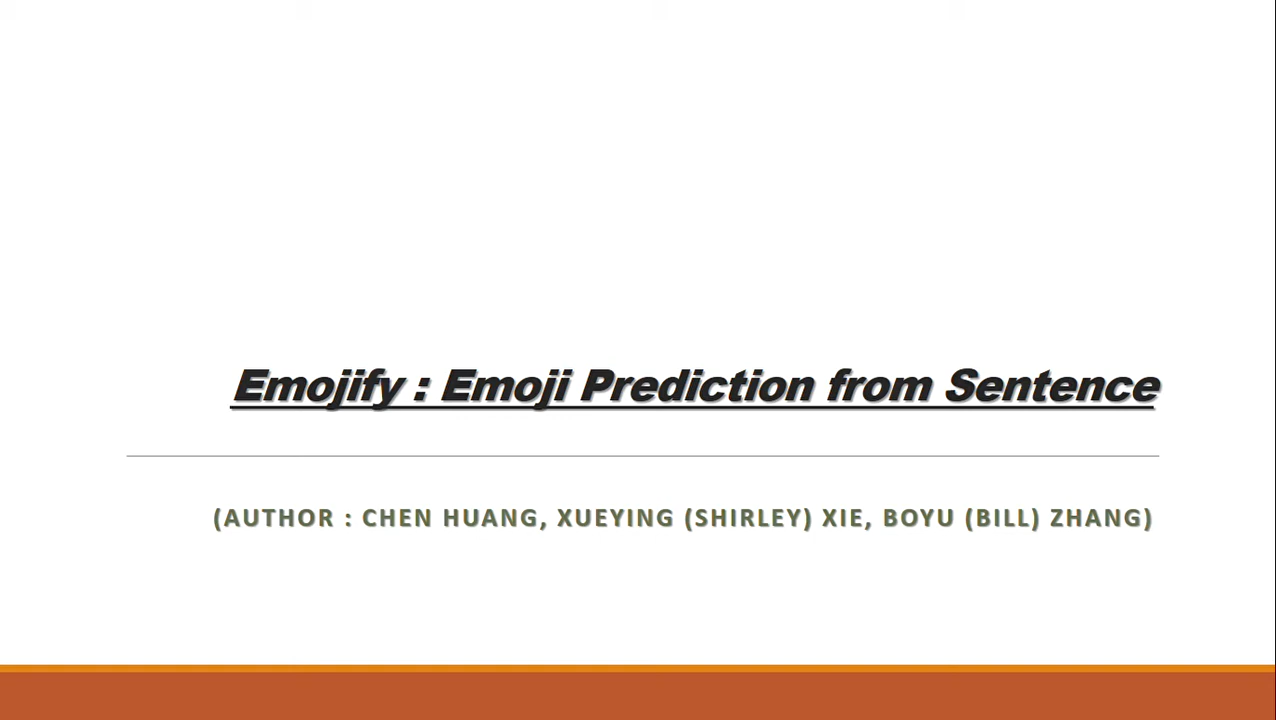 Emojify : Emoji Prediction from Sentence
(AUTHOR : CHEN HUANG, XUEYING (SHIRLEY) XIE, BOYU (BILL) ZHANG)